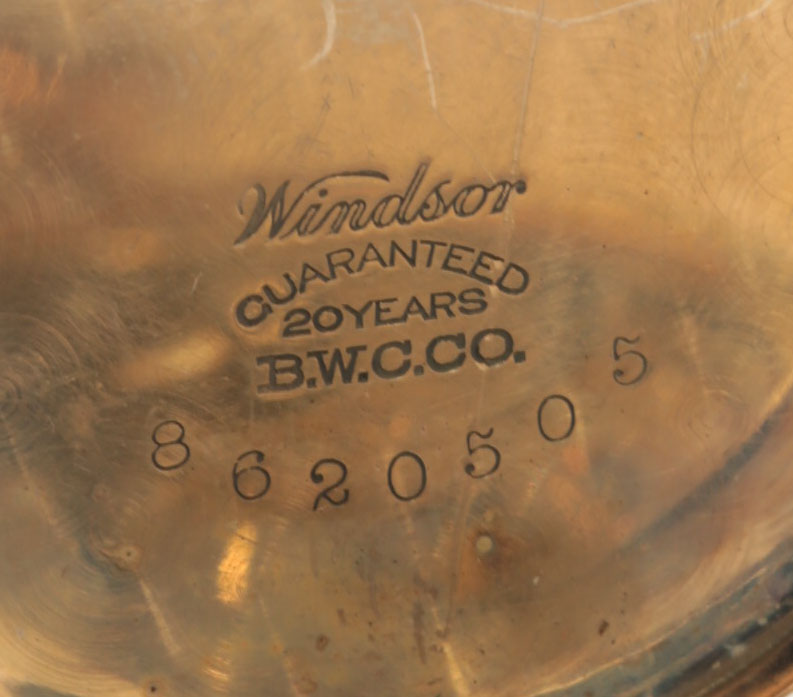 Windsor
GUARANTEED
20 YEARS
B.W.C.CO.
8620505